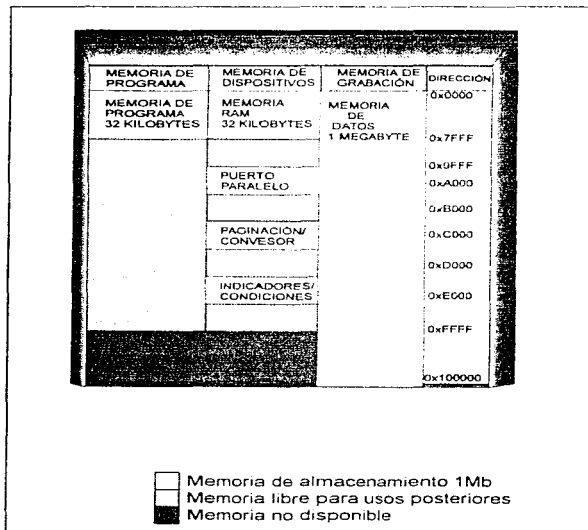 MEMORIA DE PROGRAMA
MEMORIA DE DISPOSITIVOS
MEMORIA DE GRABACIÓN
DIRECCIÓN
MEMORIA DE
PROGRAMA
32 KILOBYTES
MEMORIA
RAM
32 KILOBYTES
MEMORIA
DE
DATOS
1 MEGABYTE
0x0000
0x7FFF
0x9FFF
PUERTO
PARALELO
0xA000
0xB000
PAGINACIÓN/
CONVESOR
0xC000
0xD000
INDICADORES/
CONDICIONES
0xE000
0xFFFF
0x100000
Memoria de almacenamiento 1Mb
Memoria libre para usos posteriores
Memoria no disponible